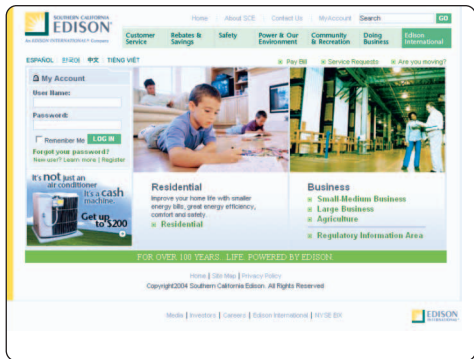 SOUTHERN CALIFORNIA
EDISON®
An EDISON INTERNATIONAL® Company
Home | About SCE | Contact Us | My Account Search GO
Customer Service
Rebates & Savings
Safety
Power & Our Environment
Community & Recreation
Doing Business
Edison International
ESPAÑOL 한국어 中文 TIẾNG VIỆT
Pay Bill Service Requests Are you moving?
My Account
User Name:
Password:
Remember Me LOG IN
Forgot your password?
New user? Learn more | Register
It's not just an
air conditioner
It's a cash
machine.
Get up
to $200
Residential
Improve your home life with smaller
energy bills, great energy efficiency,
comfort and safety.
Residential
Business
Small-Medium Business
Large Business
Agriculture
Regulatory Information Area
FOR OVER 100 YEARS...LIFE. POWERED BY EDISON.
Home | Site Map | Privacy Policy
Copyright2004 Southern California Edison. All Rights Reserved
Media | Investors | Careers | Edison International | NYSE EIX
EDISON
INTERNATIONAL®